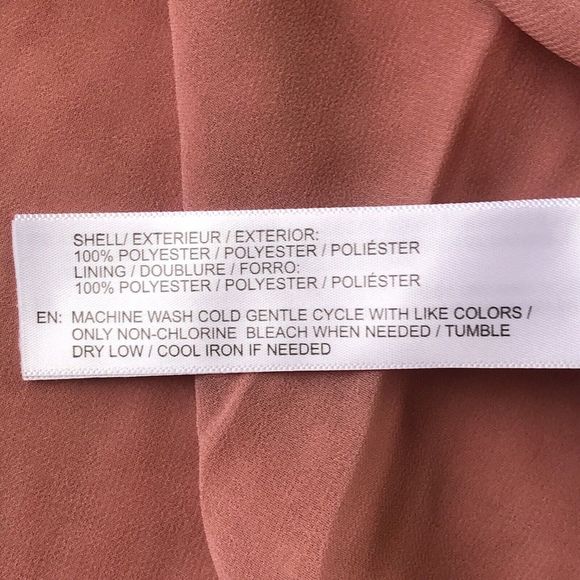 SHELL/ EXTERIEUR / EXTERIOR:
100% POLYESTER / POLYESTER / POLIÉSTER
LINING / DOUBLURE / FORRO:
100% POLYESTER / POLYESTER / POLIÉSTER
EN: MACHINE WASH COLD GENTLE CYCLE WITH LIKE COLORS /
ONLY NON-CHLORINE BLEACH WHEN NEEDED / TUMBLE
DRY LOW / COOL IRON IF NEEDED